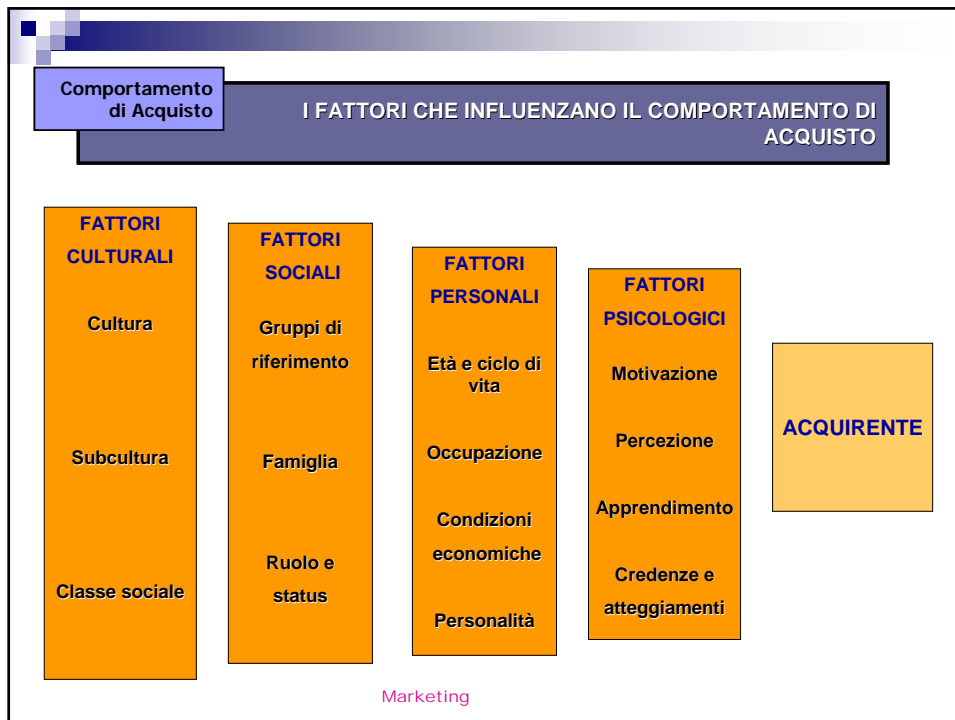 Comportamento
di Acquisto
I FATTORI CHE INFLUENZANO IL COMPORTAMENTO DI
ACQUISTO
FATTORI
CULTURALI
Cultura
Subcultura
Classe sociale
FATTORI
SOCIALI
Gruppi di
riferimento
Famiglia
Ruolo e
status
FATTORI
PERSONALI
Età e ciclo di
vita
Occupazione
Condizioni
economiche
Personalità
FATTORI
PSICOLOGICI
Motivazione
Percezione
Apprendimento
Credenze e
atteggiamenti
ACQUIRENTE
Marketing